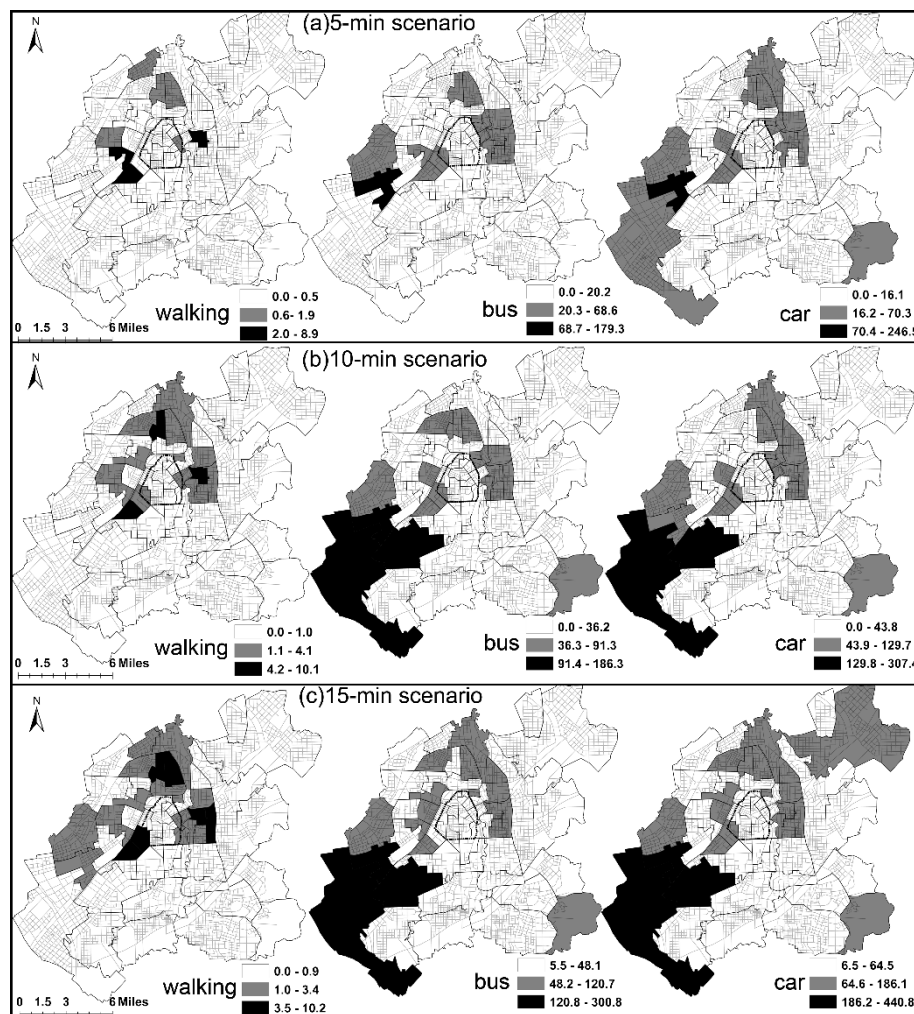 (a)5-min scenario
N
walking
0.0 - 0.5
0.6- 1.9
2.0 - 8.9
0 1.5 3 6 Miles
bus
0.0 - 20.2
20.3 - 68.6
68.7 - 179.3
car
0.0 - 16.1
16.2 - 70.3
70.4 - 246.5
(b)10-min scenario
N
walking
0.0 - 1.0
1.1 - 4.1
4.2 - 10.1
0 1.5 3 6 Miles
bus
0.0 - 36.2
36.3 - 91.3
91.4 - 186.3
car
0.0 - 43.8
43.9 - 129.7
129.8 - 307.4
(c)15-min scenario
N
walking
0.0 - 0.9
1.0 - 3.4
3.5 - 10.2
0 1.5 3 6 Miles
bus
5.5 - 48.1
48.2 - 120.7
120.8 - 300.8
car
6.5 - 64.5
64.6 - 186.1
186.2 - 440.8